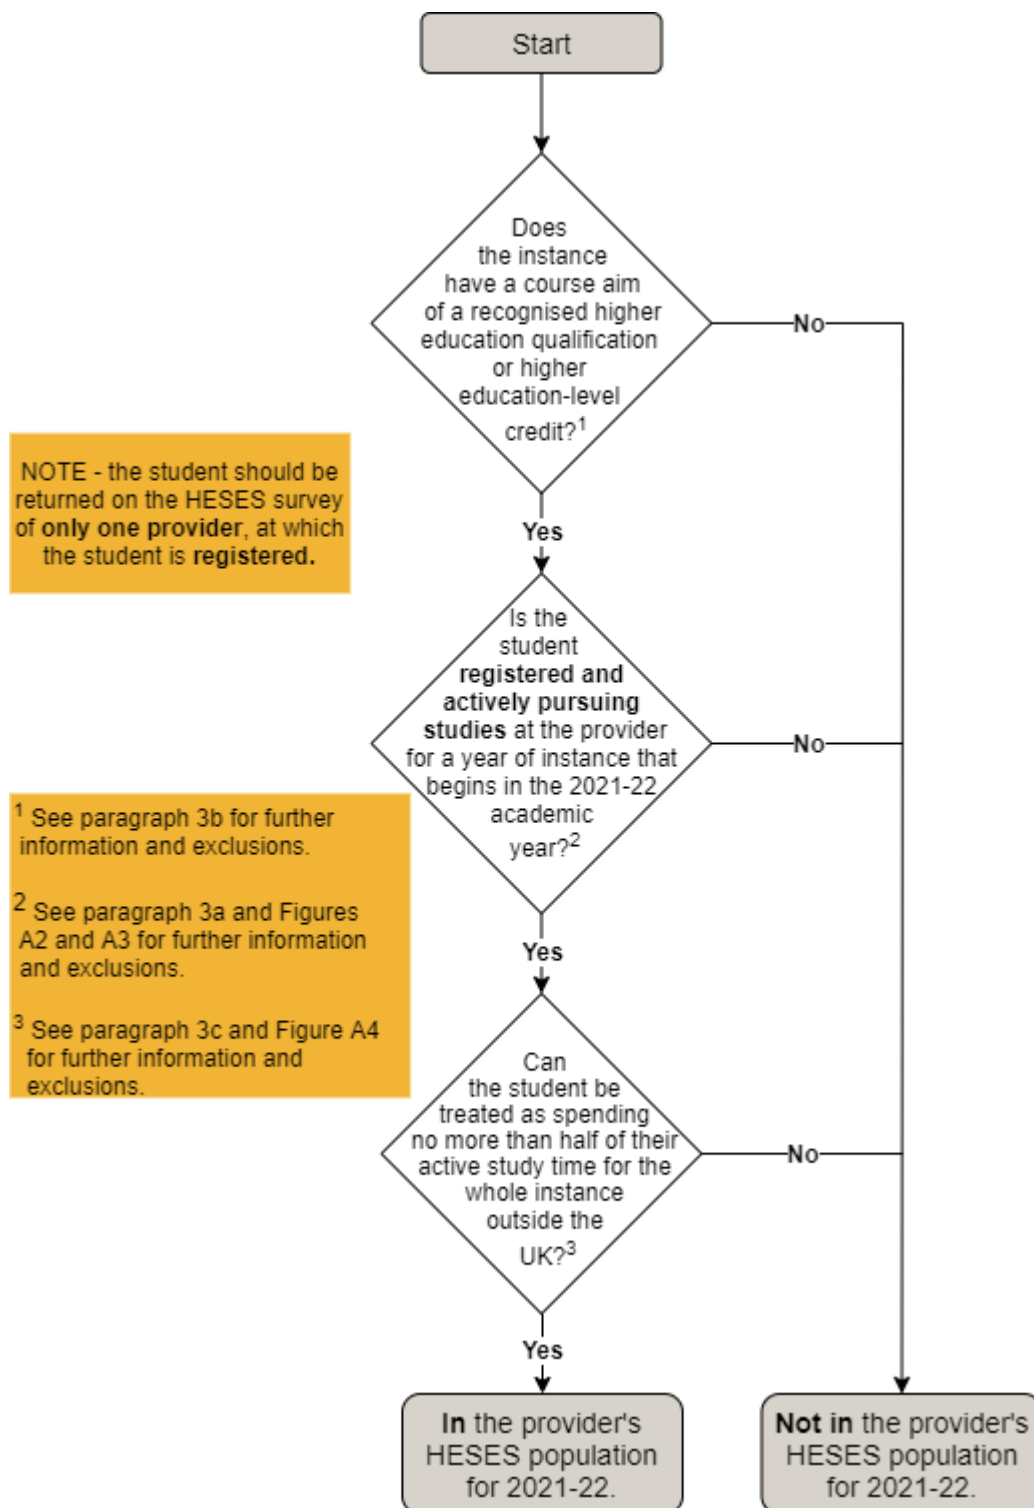 Start
Does
the instance
have a course aim
of a recognised higher
education qualification
or higher
education-level
credit?1
No
NOTE - the student should be
returned on the HESES survey
of only one provider, at which
the student is registered.
Yes
Is the
student
registered and
actively pursuing
studies at the provider
for a year of instance that
begins in the 2021-22
academic
year?2
No
1 See paragraph 3b for further
information and exclusions.
2 See paragraph 3a and Figures
A2 and A3 for further information
and exclusions.
3 See paragraph 3c and Figure A4
for further information and
exclusions.
Yes
Can
the student be
treated as spending
no more than half of their
active study time for the
whole instance
outside the
UK?3
No
Yes
In the provider's
HESES population
for 2021-22.
Not in the provider's
HESES population
for 2021-22.